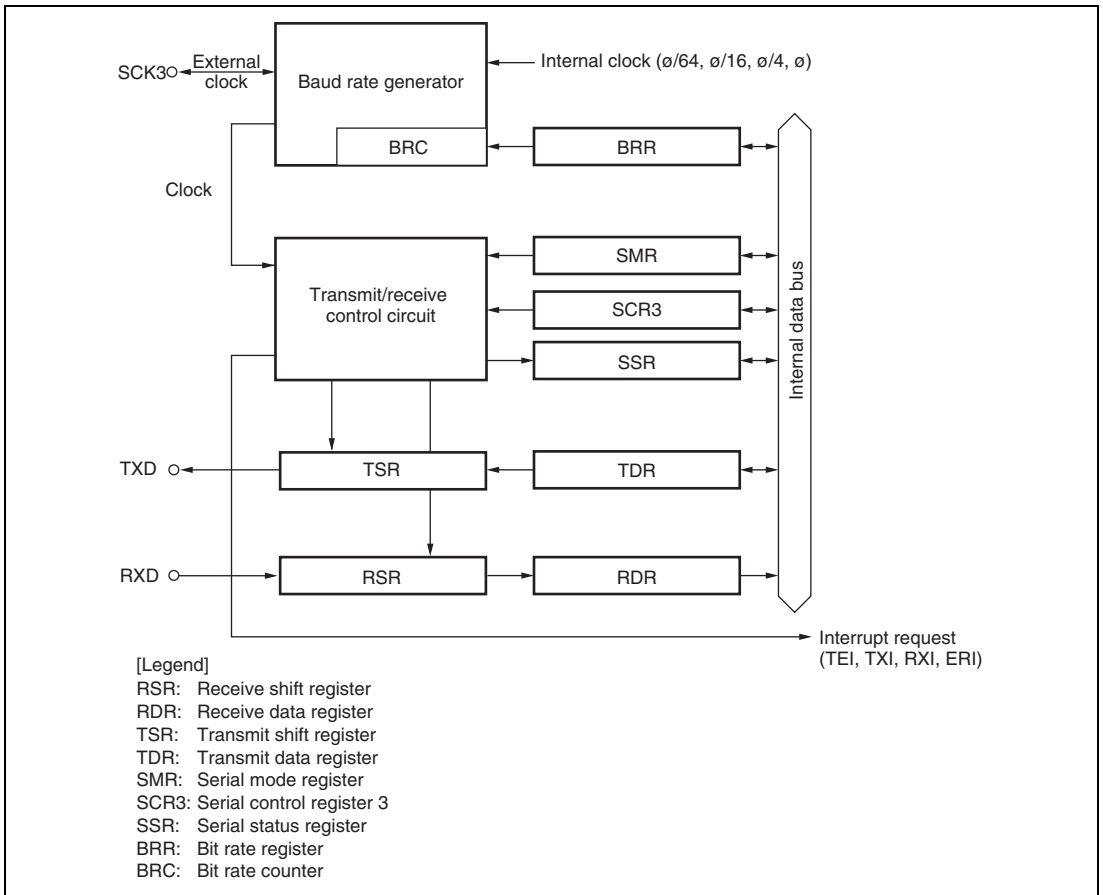 SCK3
External
clock
Baud rate generator
Internal clock (ø/64, ø/16, ø/4, ø)
BRC
BRR
Clock
Transmit/receive
control circuit
SMR
SCR3
SSR
Internal data bus
TXD
TSR
TDR
RXD
RSR
RDR
Interrupt request
(TEI, TXI, RXI, ERI)
[Legend]
RSR: Receive shift register
RDR: Receive data register
TSR: Transmit shift register
TDR: Transmit data register
SMR: Serial mode register
SCR3: Serial control register 3
SSR: Serial status register
BRR: Bit rate register
BRC: Bit rate counter